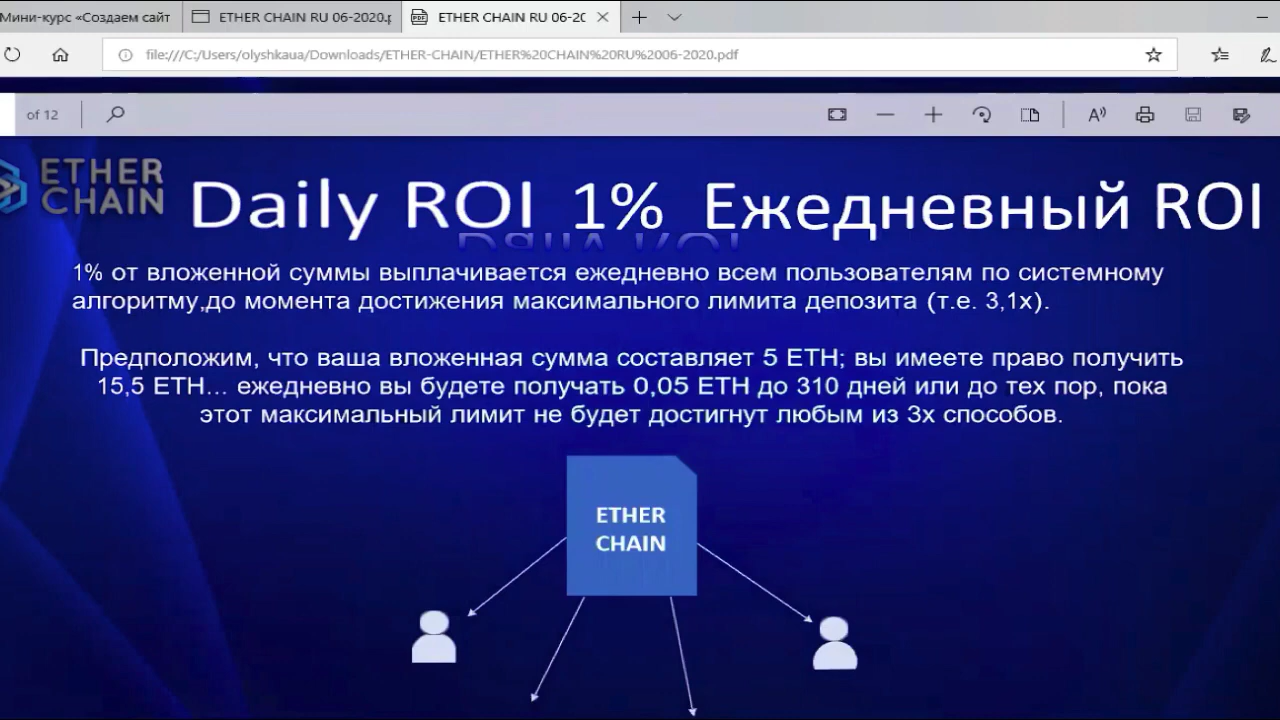 Мини-курс «Создаем сайт
ETHER CHAIN RU 06-2020.p
ETHER CHAIN RU 06-20
file:///C:/Users/olyshkaua/Downloads/ETHER-CHAIN/ETHER%20CHAIN%20RU%2006-2020.pdf
of 12
ETHER
CHAIN
Daily ROI 1% Ежедневный ROI
1% от вложенной суммы выплачивается ежедневно всем пользователям по системному
алгоритму,до момента достижения максимального лимита депозита (т.е. 3,1х).
Предположим, что ваша вложенная сумма составляет 5 ETH; вы имеете право получить
15,5 ETH... ежедневно вы будете получать 0,05 ETH до 310 дней или до тех пор, пока
этот максимальный лимит не будет достигнут любым из 3х способов.
ETHER
CHAIN